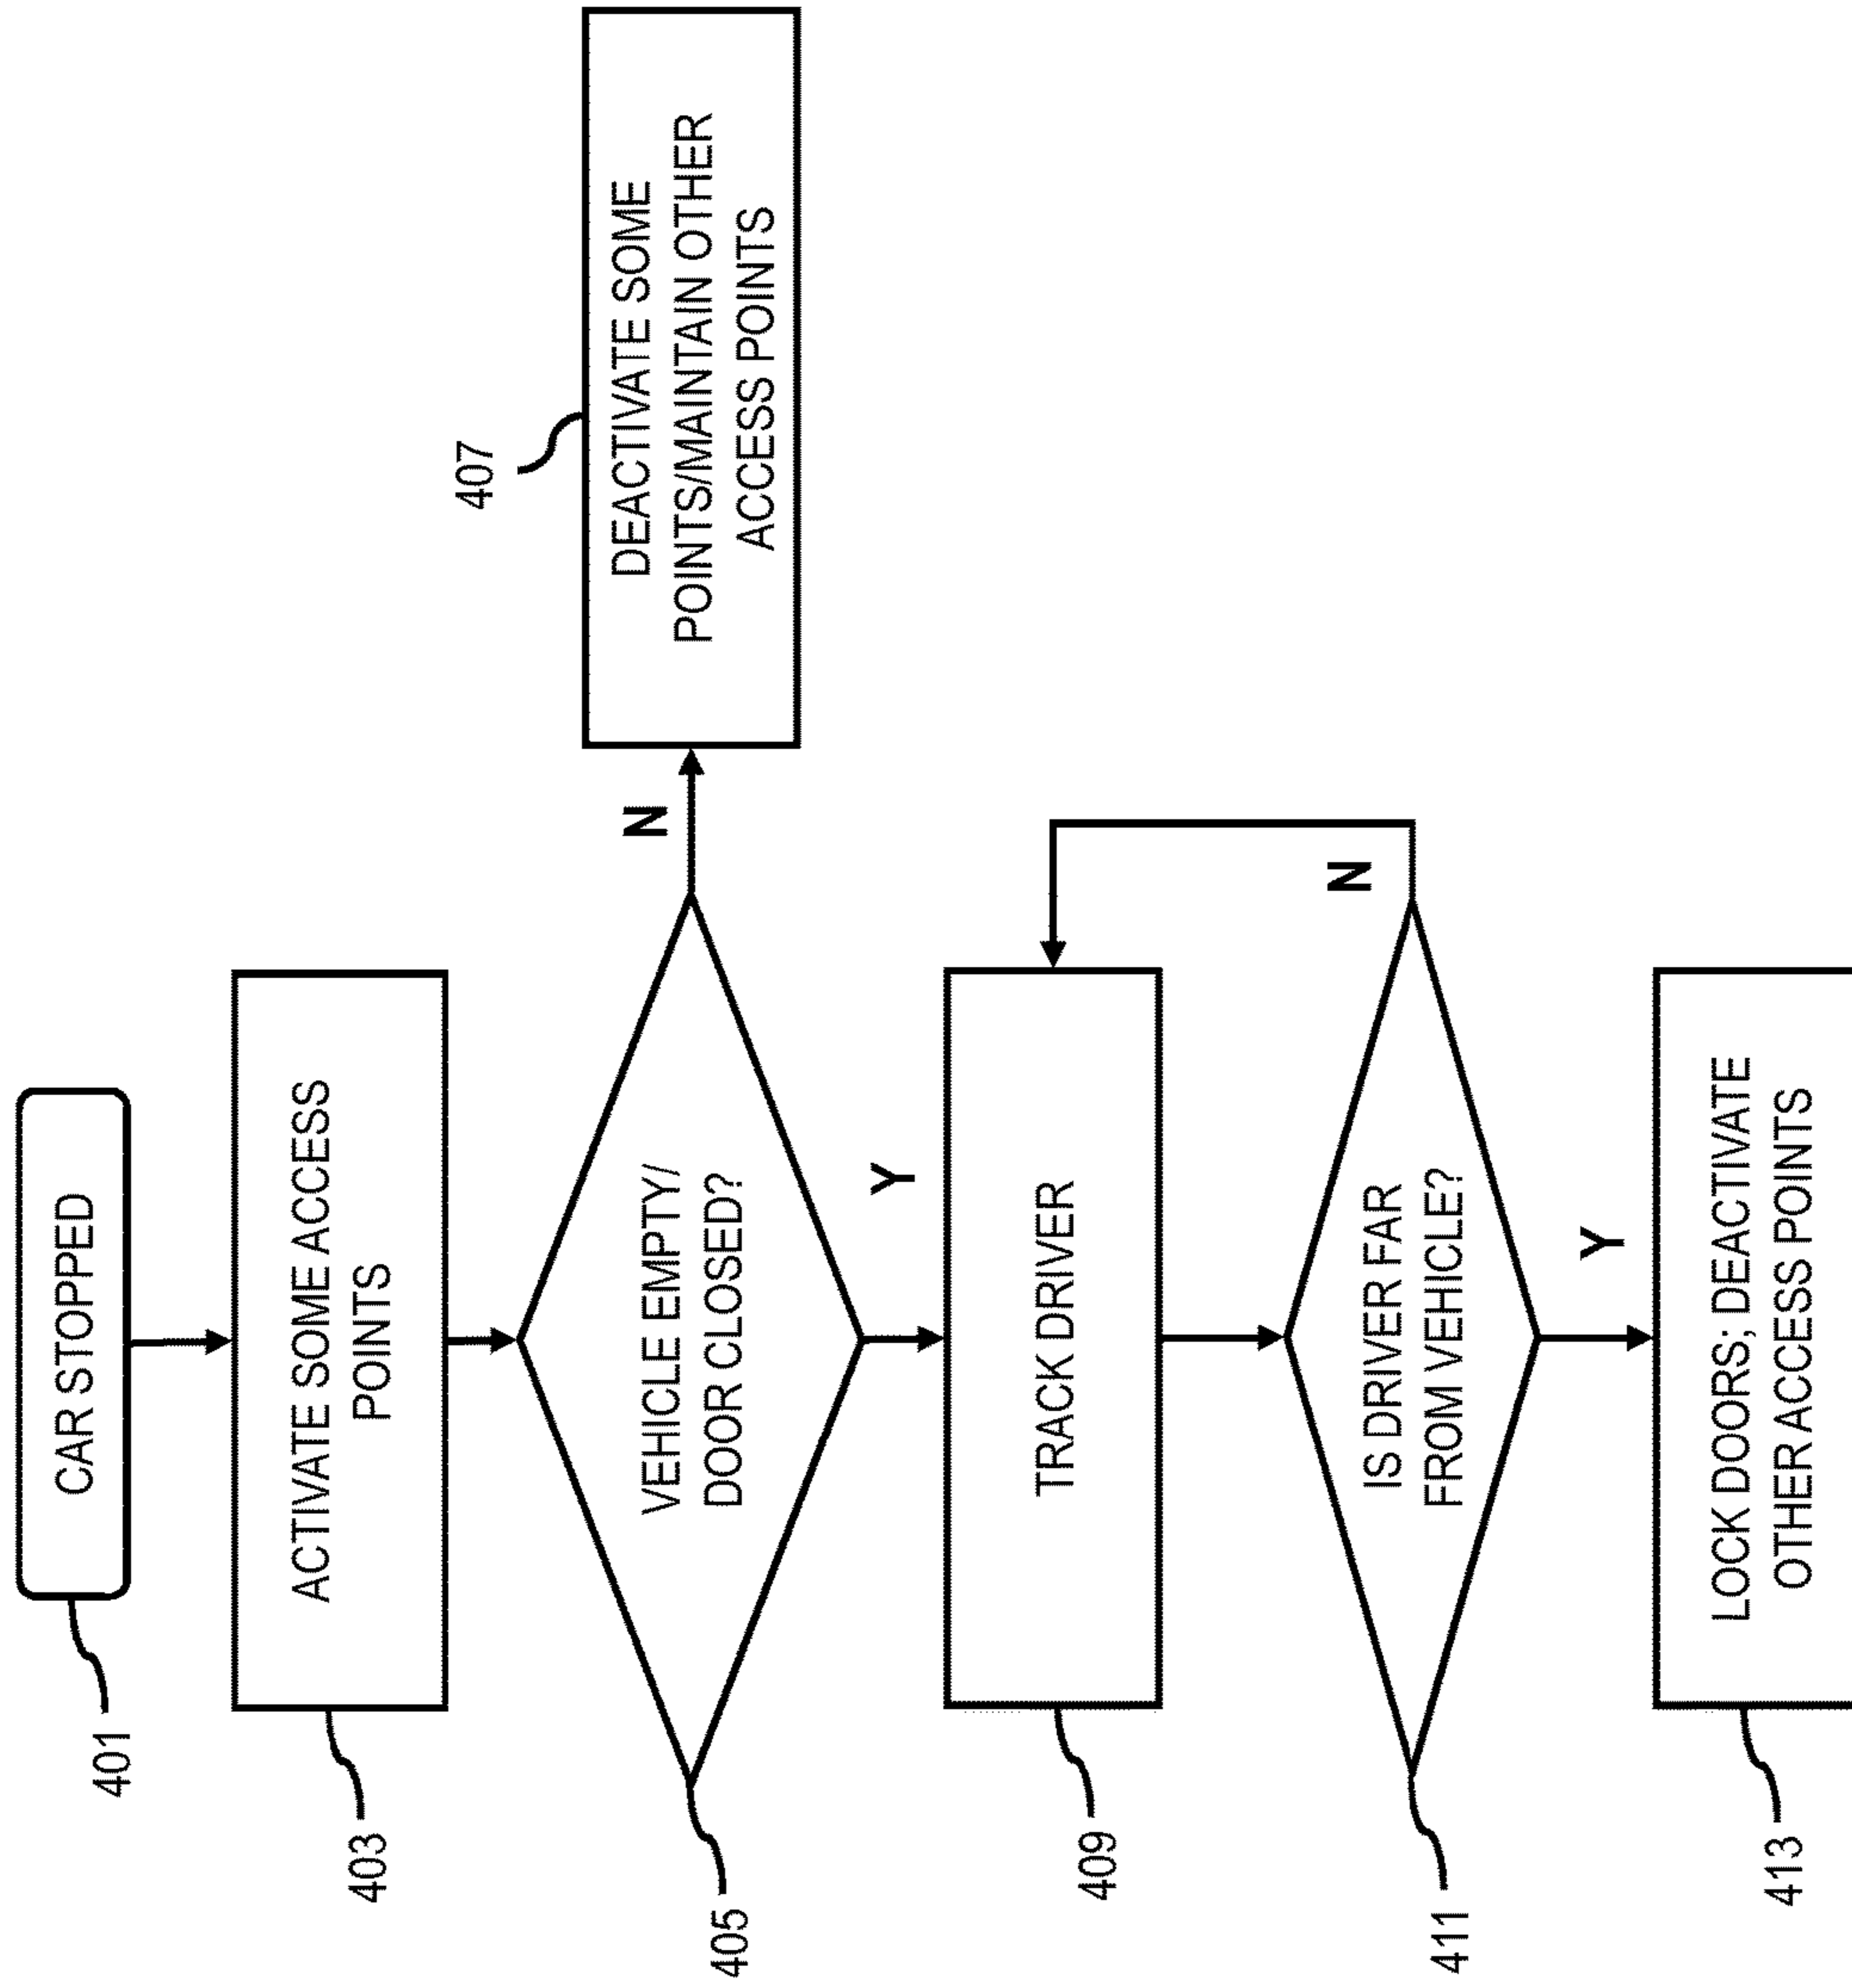 CAR STOPPED
401
ACTIVATE SOME ACCESS
POINTS
403
VEHICLE EMPTY/
DOOR CLOSED?
405
N
DEACTIVATE SOME
POINTS/MAINTAIN OTHER
ACCESS POINTS
407
Y
TRACK DRIVER
409
IS DRIVER FAR
FROM VEHICLE?
411
N
Y
LOCK DOORS; DEACTIVATE
OTHER ACCESS POINTS
413